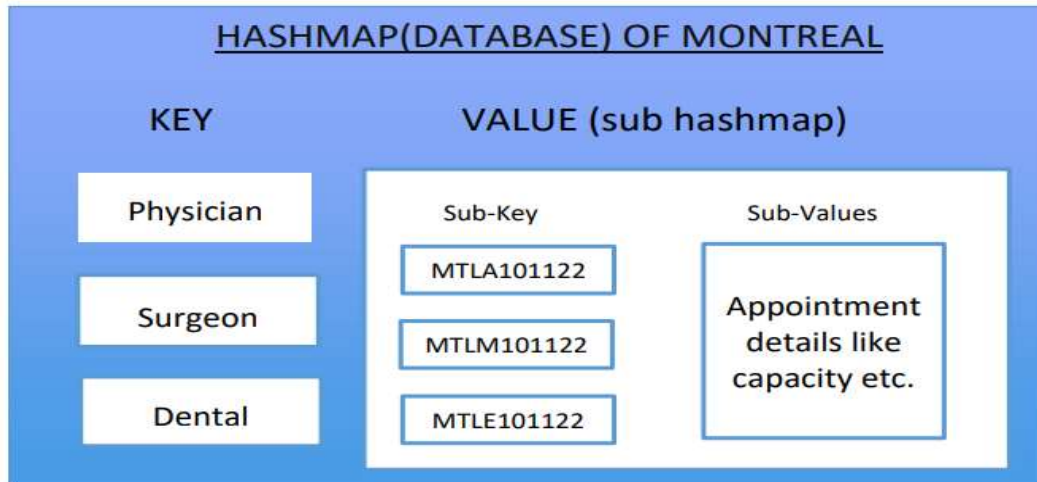 HASHMAP(DATABASE) OF MONTREAL
KEY
VALUE (sub hashmap)
Physician
Surgeon
Dental
Sub-Key
MTLA101122
MTLM101122
MTLE101122
Sub-Values
Appointment
details like
capacity etc.